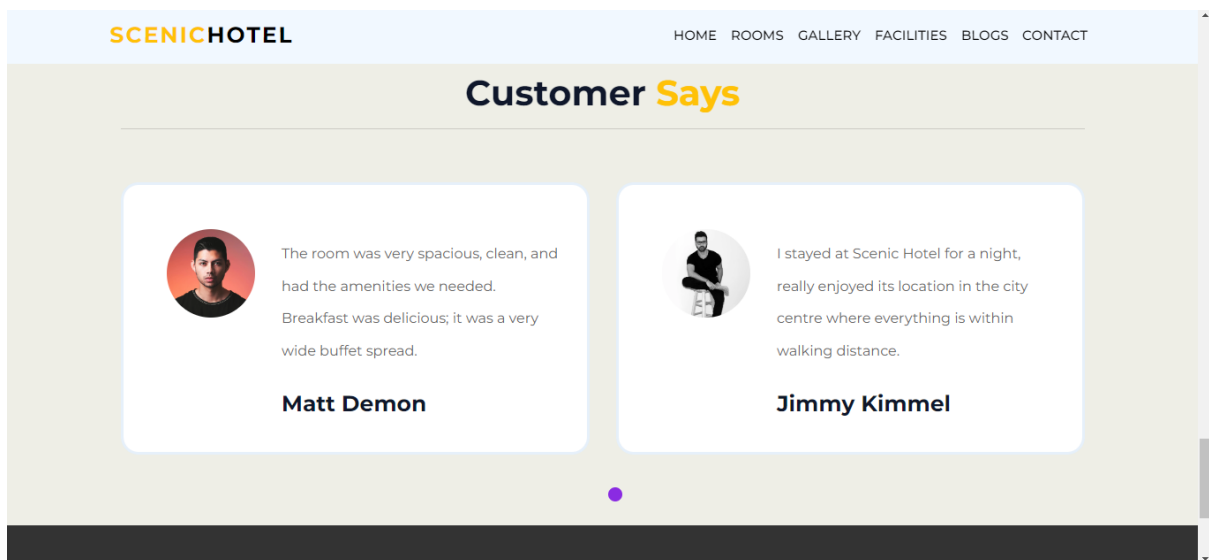 SCENICHOTEL
HOME ROOMS GALLERY FACILITIES BLOGS CONTACT
Customer Says
The room was very spacious, clean, and
had the amenities we needed.
Breakfast was delicious; it was a very
wide buffet spread.
Matt Demon
I stayed at Scenic Hotel for a night,
really enjoyed its location in the city
centre where everything is within
walking distance.
Jimmy Kimmel